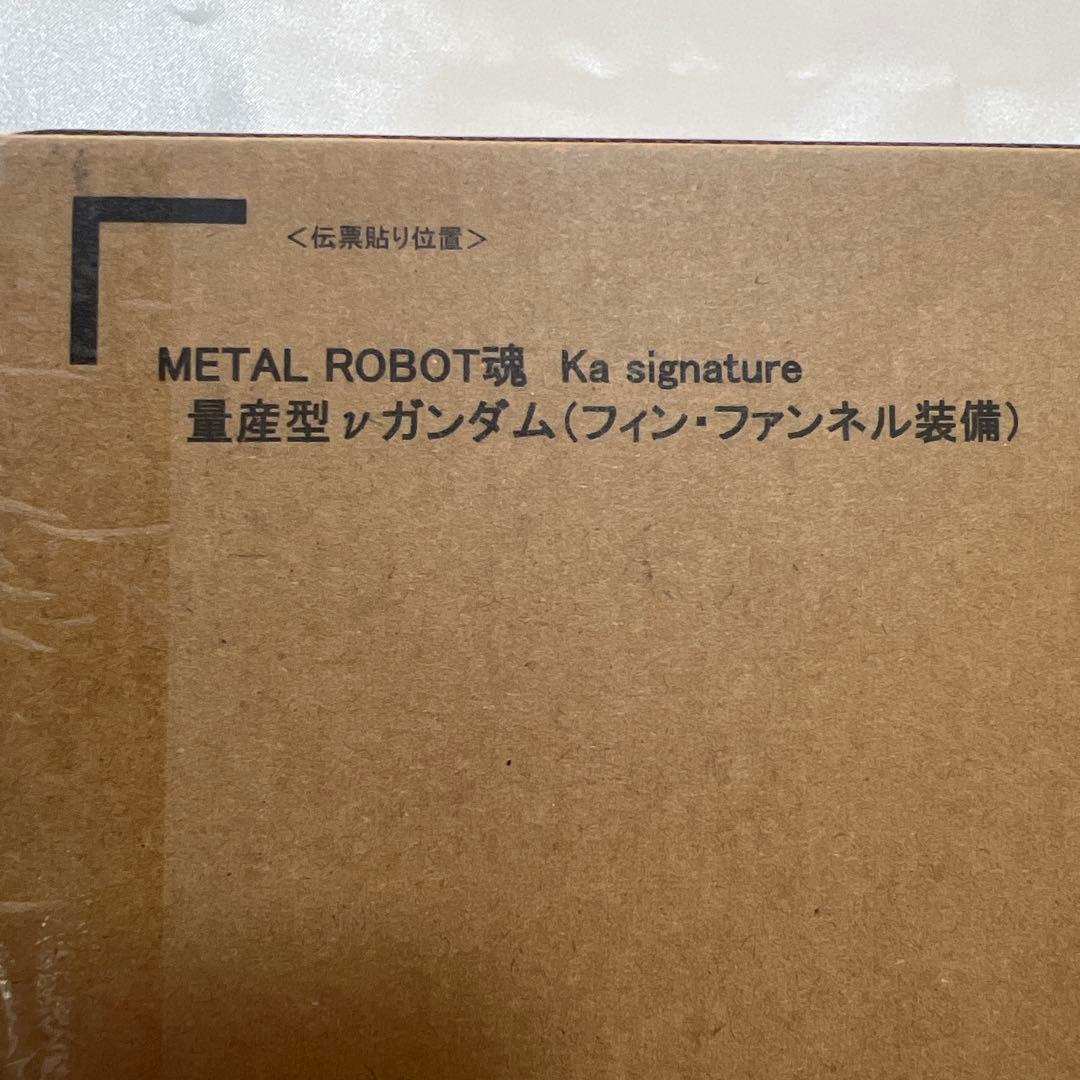 ＜伝票貼り位置＞
METAL ROBOT魂　Ka signature
量産型νガンダム（フィン・ファンネル装備）